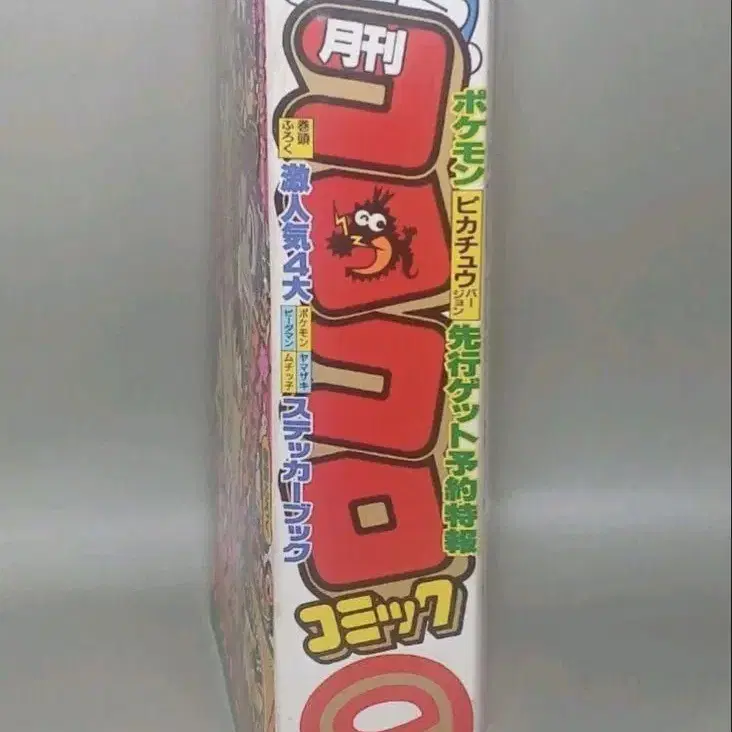 月刊
コロコロ
コミック
ポケモン
ピカチュウバージョン
先行ゲット予約特報
巻頭ふろく
激人気4大
ポケモン
ビーダマン
ヤマザキ
ムチッ子
ステッカーブック